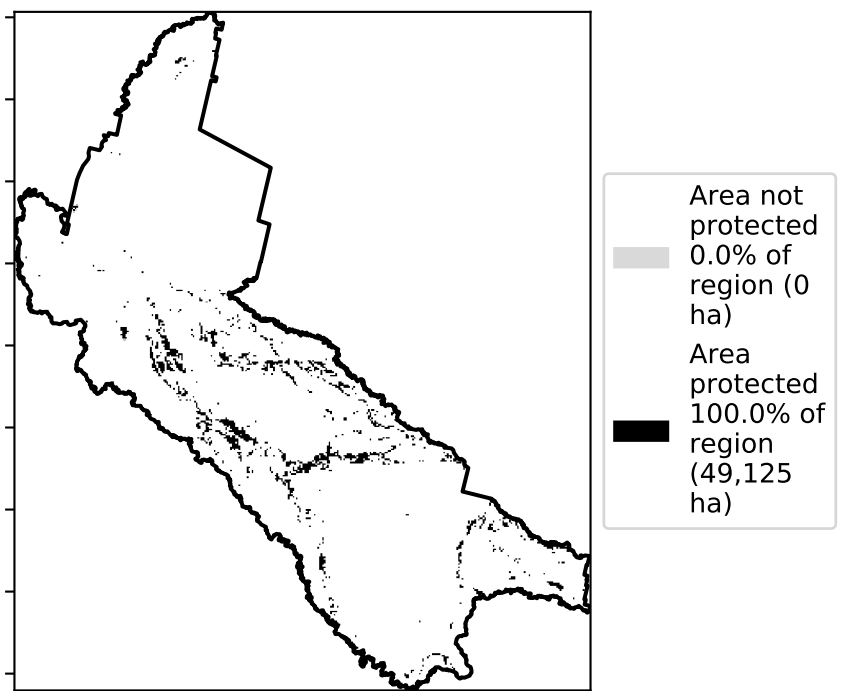 Area not
protected
0.0% of
region (0
ha)
Area
protected
100.0% of
region
(49,125
ha)